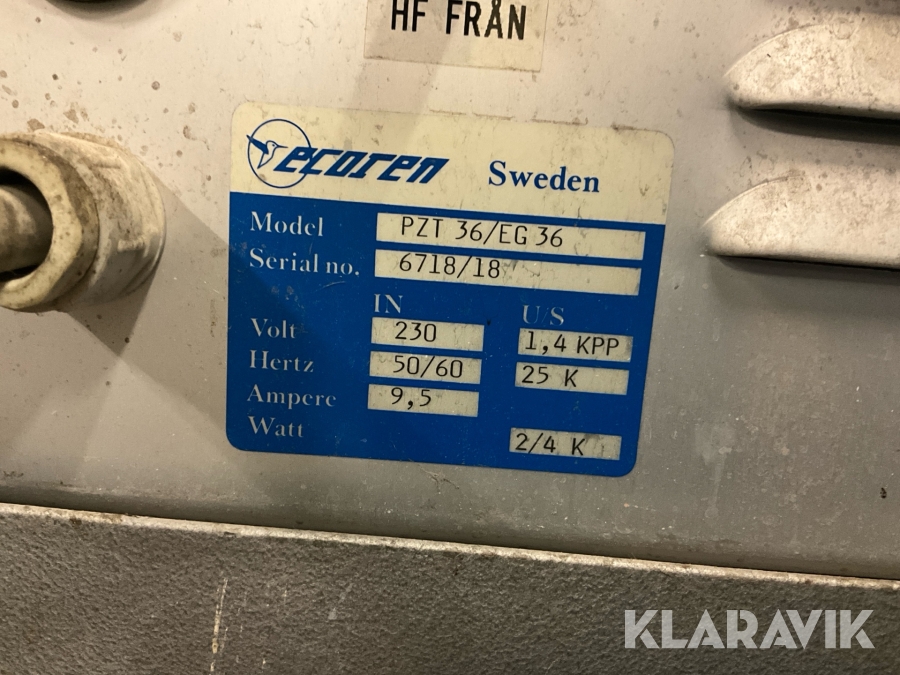 HF FRÅN
ecoren Sweden
Model PZT 36/EG 36
Serial no. 6718/18
IN U/S
Volt 230 1,4 KPP
Hertz 50/60 25 K
Ampere 9,5
Watt 2/4 K
KLARAVIK